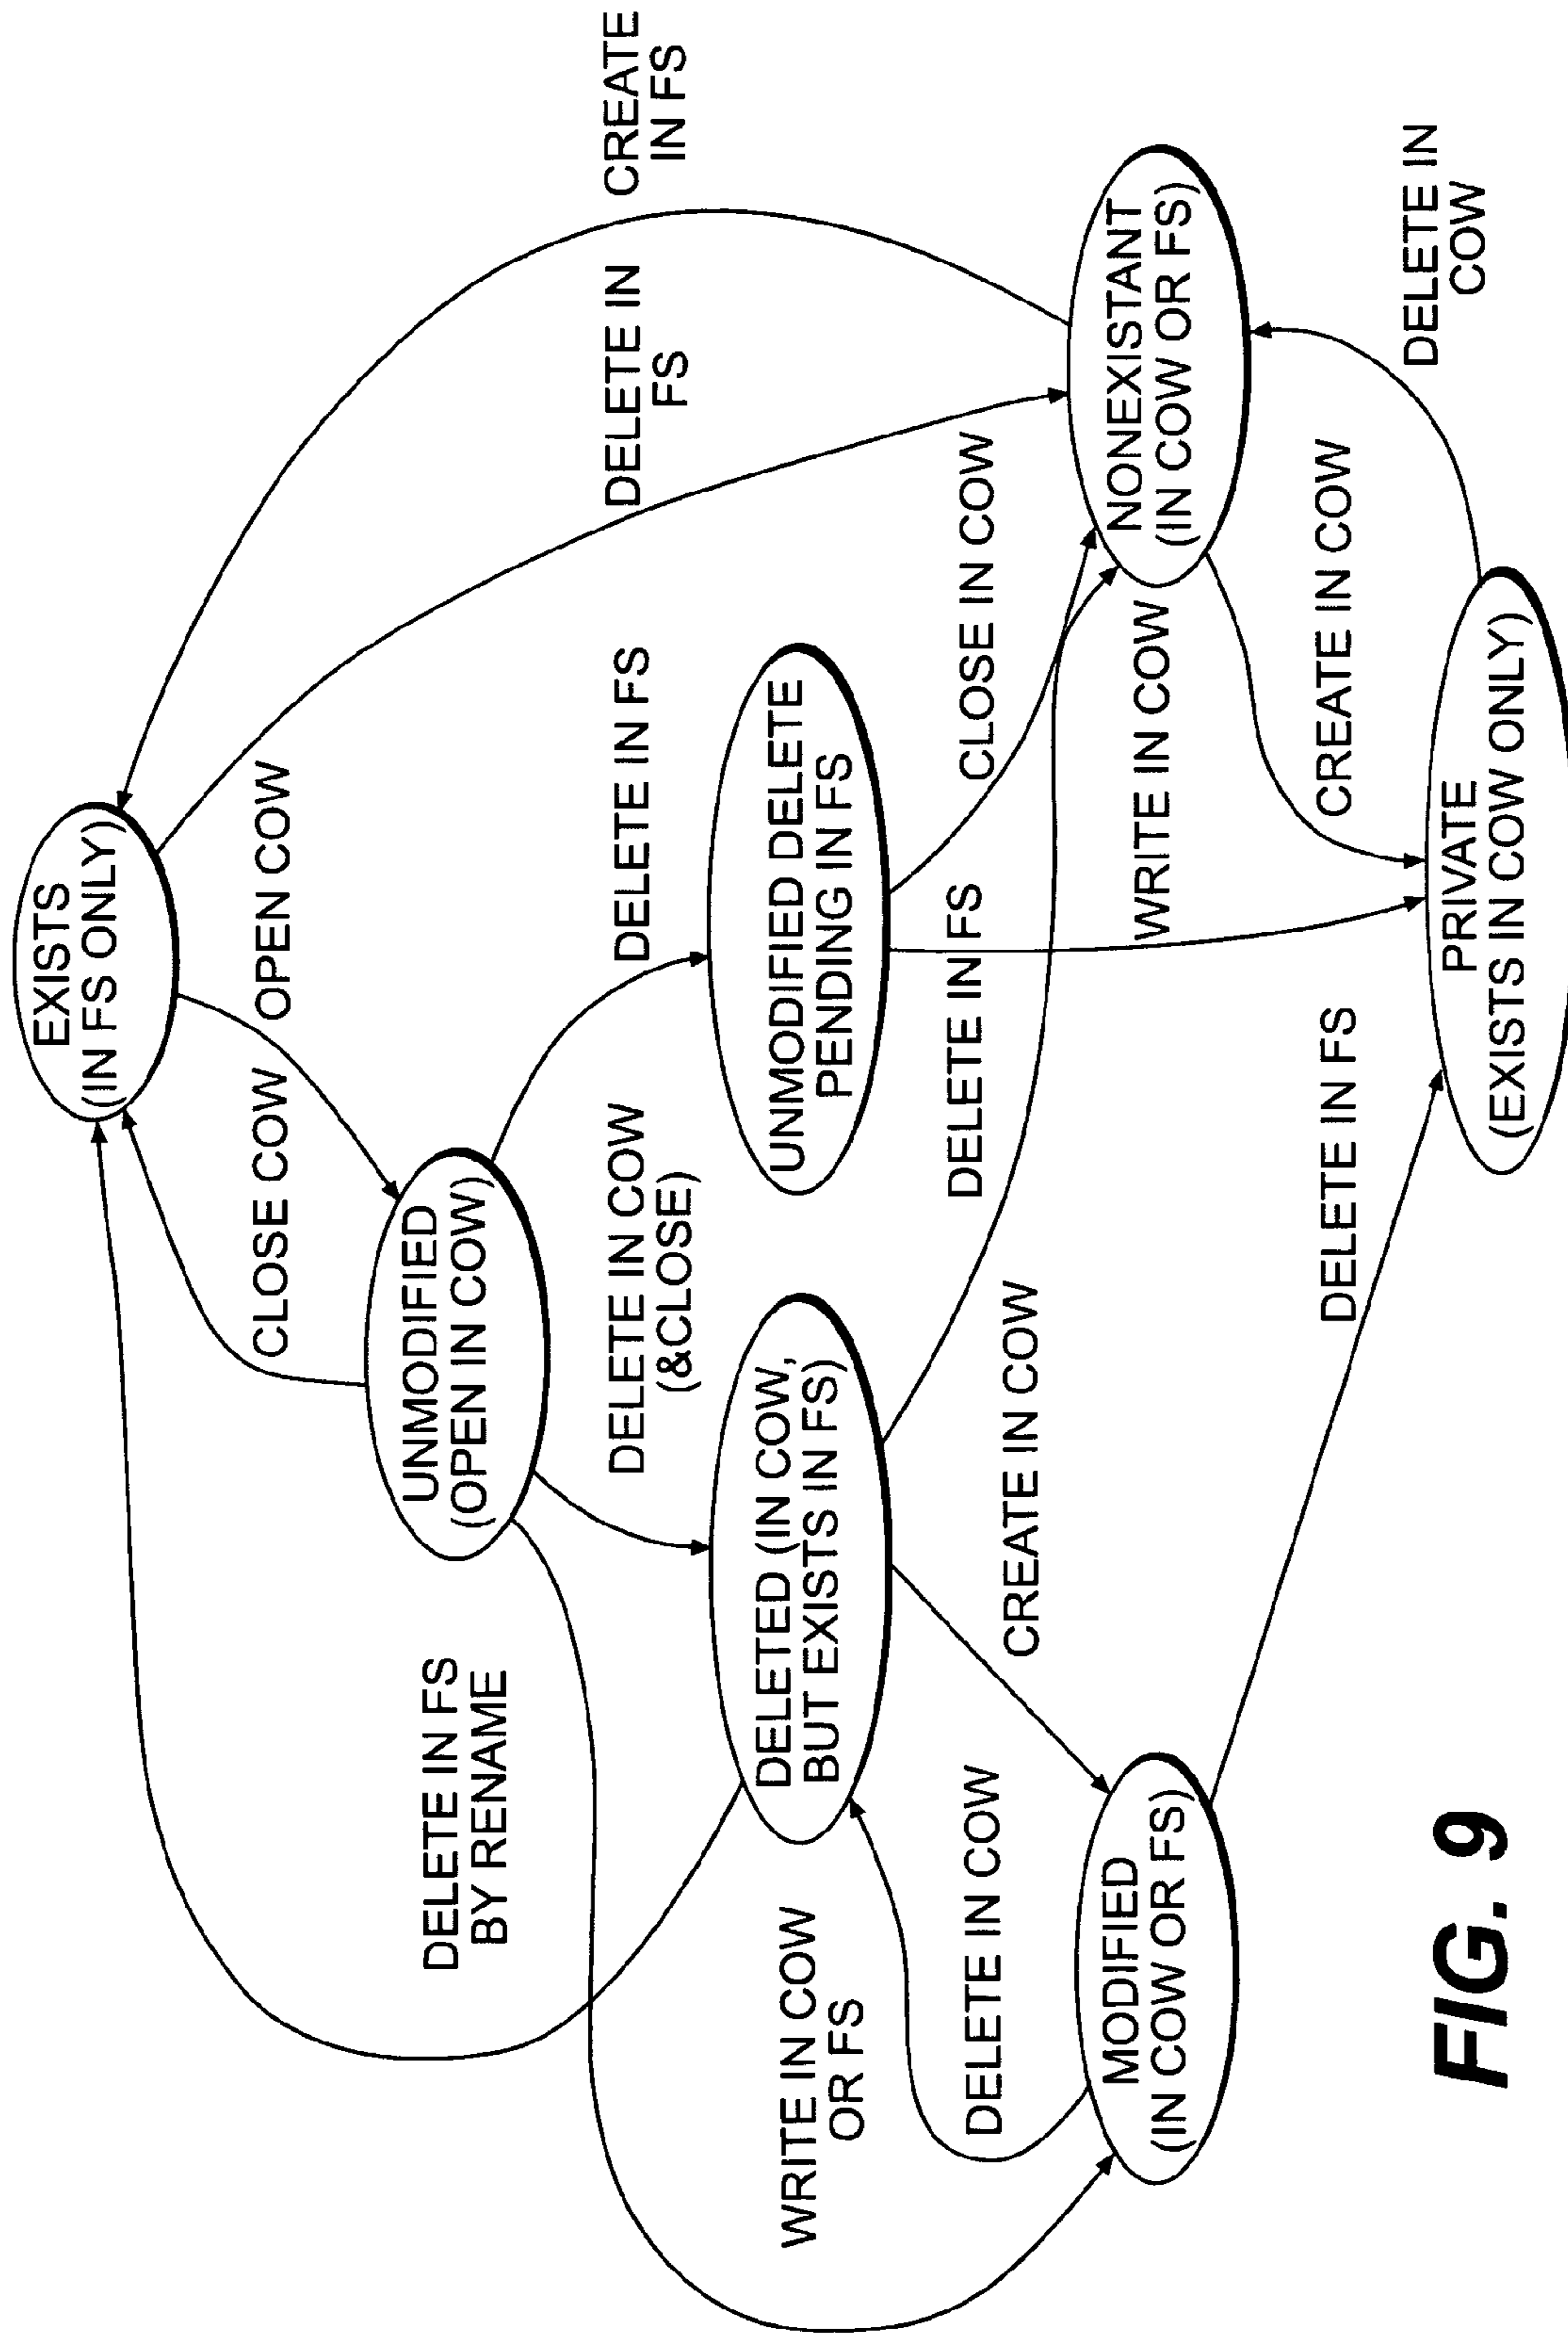 EXISTS
(IN FS ONLY)
CLOSE COW
OPEN COW
CREATE
IN FS
DELETE IN
FS
UNMODIFIED
(OPEN IN COW)
DELETE IN FS
BY RENAME
DELETE IN COW
(&CLOSE)
DELETE IN FS
DELETED (IN COW,
BUT EXISTS IN FS)
UNMODIFIED DELETE
PENDING IN FS
WRITE IN COW
OR FS
DELETE IN COW
CREATE IN COW
DELETE IN FS
CLOSE IN COW
WRITE IN COW
MODIFIED
(IN COW OR FS)
NONEXISTANT
(IN COW OR FS)
DELETE IN FS
CREATE IN COW
DELETE IN
COW
PRIVATE
(EXISTS IN COW ONLY)
FIG. 9